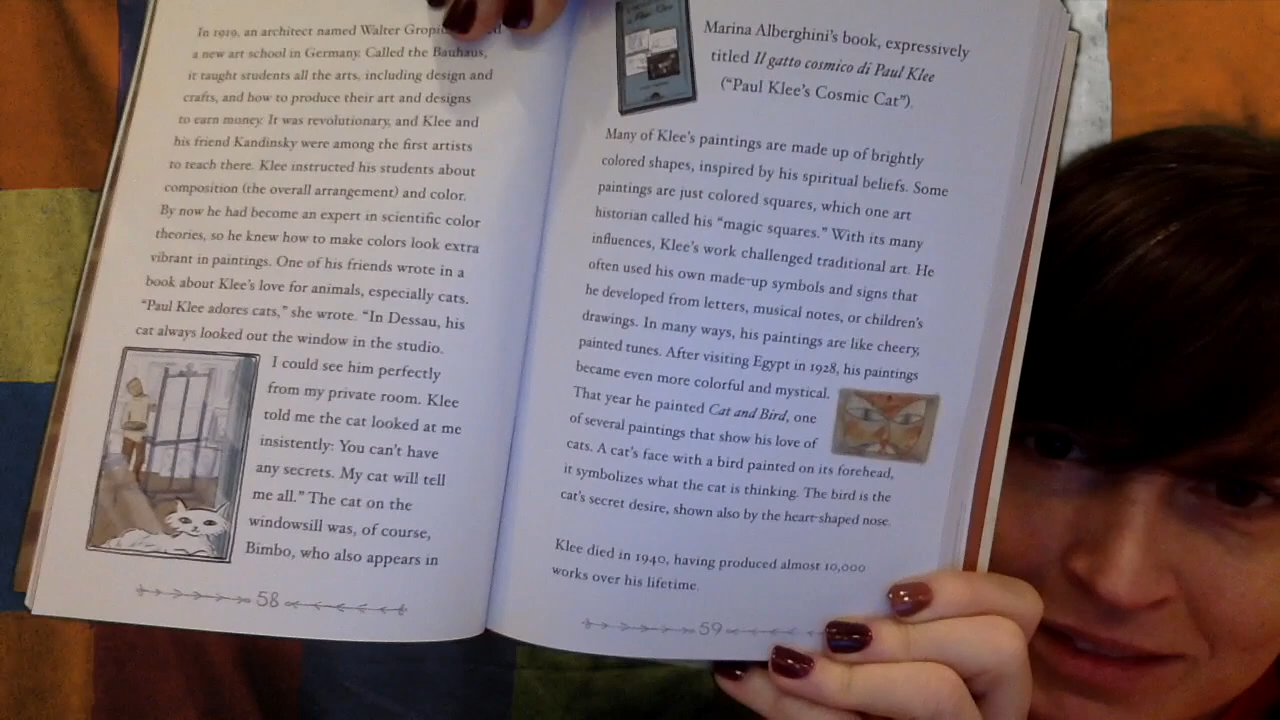 In 1919, an architect named Walter
a new art school in Germany. Called the Bauhaus,
it taught students all the arts, including design and
crafts, and how to produce their art and designs
to earn money. It was revolutionary, and Klee and
his friend Kandinsky were among the first artists
to teach there. Klee instructed his students about
composition (the overall arrangement) and color.
By now he had become an expert in scientific color
theories, so he knew how to make colors look extra
vibrant in paintings. One of his friends wrote in a
book about Klee's love for animals, especially cats.
"Paul Klee adores cats," she wrote. "In Dessau, his
cat always looked out the window in the studio.
I could see him perfectly
from my private room. Klee
told me the cat looked at me
insistently: You can't have
any secrets. My cat will tell
me all." The cat on the
windowsill was, of course,
Bimbo, who also appears in
58
Marina Alberghini's book, expressively
titled Il gatto cosmico di Paul Klee
("Paul Klee's Cosmic Cat").
Many of Klee's paintings are made up of brightly
colored shapes, inspired by his spiritual beliefs. Some
paintings are just colored squares, which one art
historian called his "magic squares." With its many
influences, Klee's work challenged traditional art. He
often used his own made-up symbols and signs that
he developed from letters, musical notes, or children's
drawings. In many ways, his paintings are like cheery,
painted tunes. After visiting Egypt in 1928, his paintings
became even more colorful and mystical.
That year he painted Cat and Bird, one
of several paintings that show his love of
cats. A cat's face with a bird painted on its forehead,
it symbolizes what the cat is thinking. The bird is the
cat's secret desire, shown also by the heart-shaped nose.
Klee died in 1940, having produced almost 10,000
works over his lifetime.
59